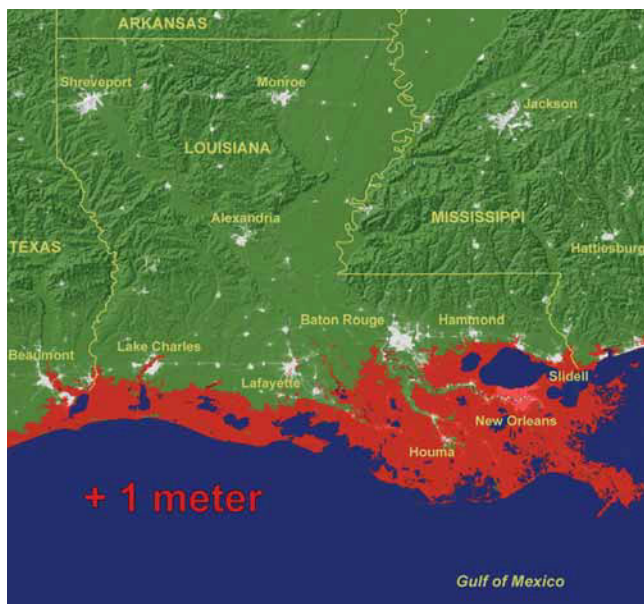 ARKANSAS
Shreveport
Monroe
Jackson
LOUISIANA
Alexandria
MISSISSIPPI
TEXAS
Hattiesburg
Baton Rouge
Hammond
Beaumont
Lake Charles
Lafayette
Slidell
New Orleans
Houma
+ 1 meter
Gulf of Mexico